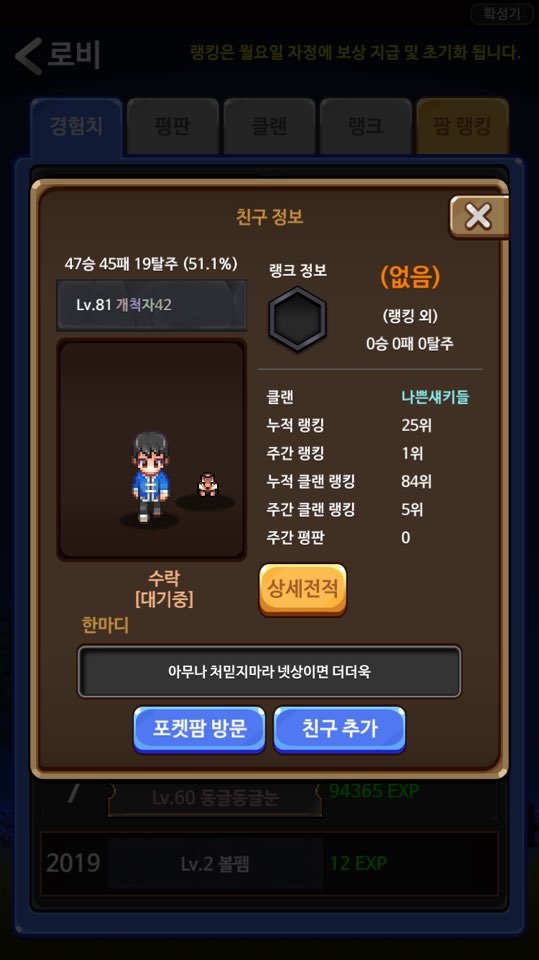 확성기
로비
랭킹은 월요일 자정에 보상 지급 및 초기화 됩니다.
경험치
평판
클랜
랭크
팜 랭킹
친구 정보
47승 45패 19탈주 (51.1%)
Lv.81 개척자42
랭크 정보
(없음)
(랭킹 외)
0승 0패 0탈주
클랜 나쁜섀키들
누적 랭킹 25위
주간 랭킹 1위
누적 클랜 랭킹 84위
주간 클랜 랭킹 5위
주간 평판 0
수락
[대기중]
상세전적
한마디
아무나 처믿지마라 넷상이면 더더욱
포켓팜 방문
친구 추가
7 Lv.60 동글동글눈 94365 EXP
2019 Lv.2 볼펨 12 EXP